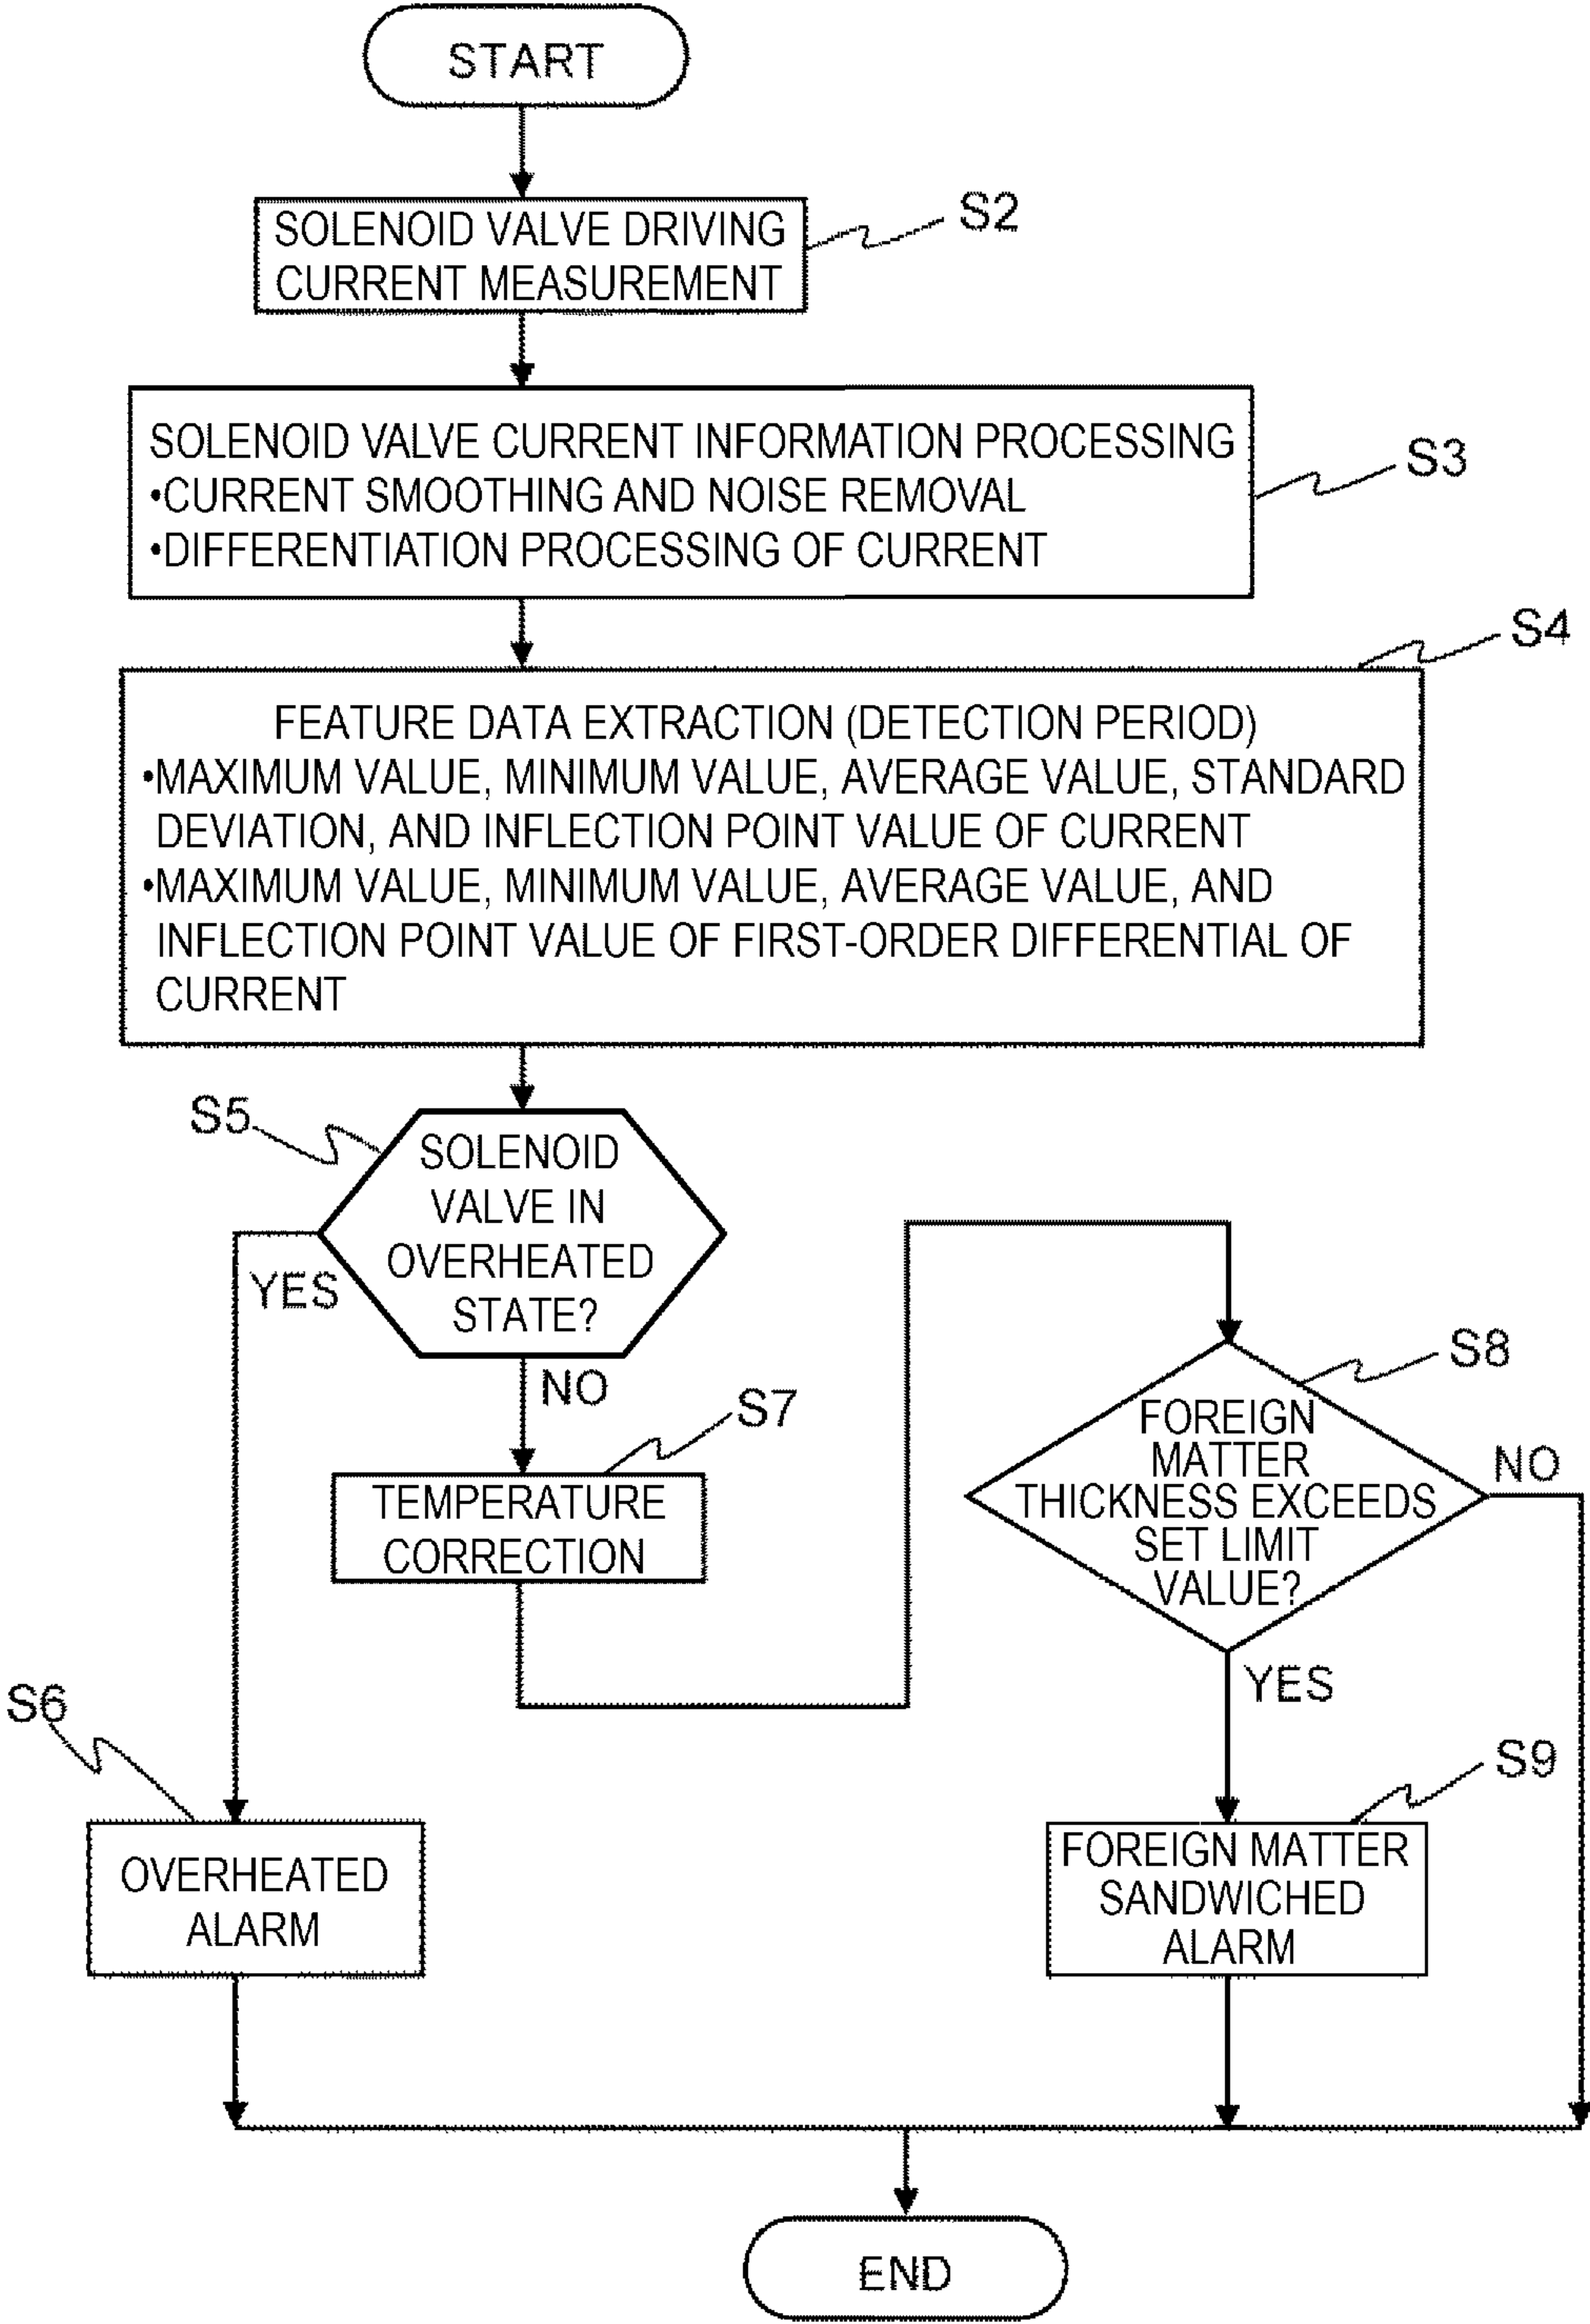 START
SOLENOID VALVE DRIVING
CURRENT MEASUREMENT
S2
SOLENOID VALVE CURRENT INFORMATION PROCESSING
•CURRENT SMOOTHING AND NOISE REMOVAL
•DIFFERENTIATION PROCESSING OF CURRENT
S3
S4
FEATURE DATA EXTRACTION (DETECTION PERIOD)
•MAXIMUM VALUE, MINIMUM VALUE, AVERAGE VALUE, STANDARD
DEVIATION, AND INFLECTION POINT VALUE OF CURRENT
•MAXIMUM VALUE, MINIMUM VALUE, AVERAGE VALUE, AND
INFLECTION POINT VALUE OF FIRST-ORDER DIFFERENTIAL OF
CURRENT
S5
SOLENOID
VALVE IN
OVERHEATED
STATE?
YES
NO
S7
TEMPERATURE
CORRECTION
S8
FOREIGN
MATTER
THICKNESS EXCEEDS
SET LIMIT
VALUE?
NO
YES
S6
OVERHEATED
ALARM
S9
FOREIGN MATTER
SANDWICHED
ALARM
END